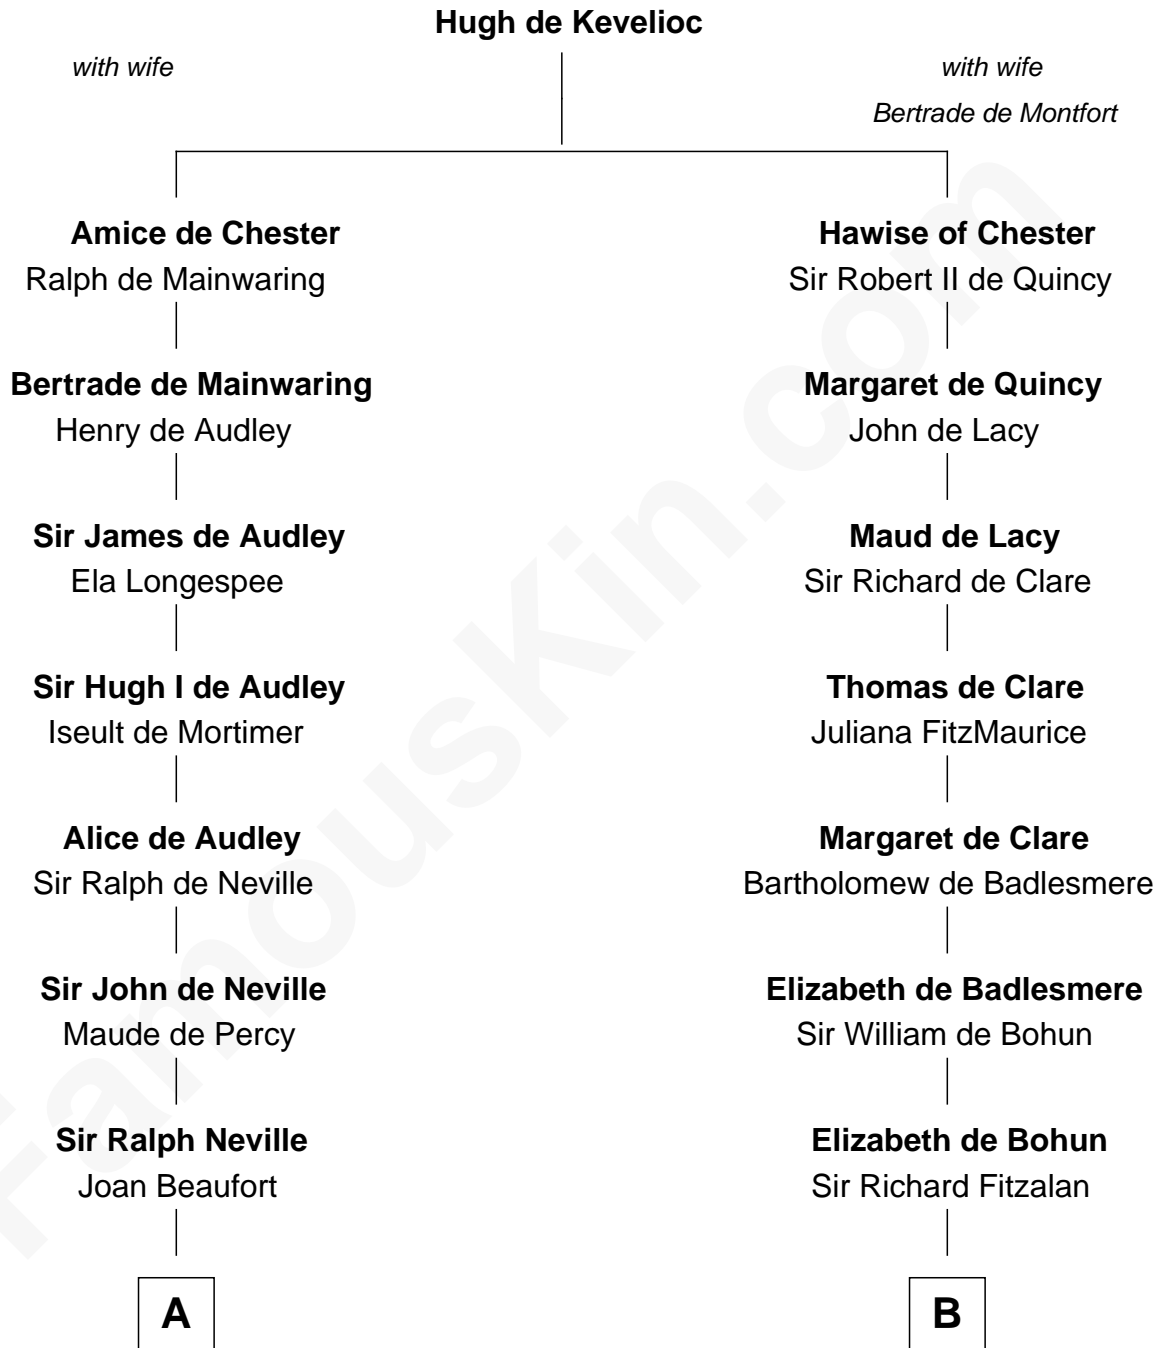 Hugh de Kevelioc
with wife
with wife
Bertrade de Montfort
Amice de Chester
Ralph de Mainwaring
Bertrade de Mainwaring
Henry de Audley
Sir James de Audley
Ela Longespee
Sir Hugh I de Audley
Iseult de Mortimer
Alice de Audley
Sir Ralph de Neville
Sir John de Neville
Maude de Percy
Sir Ralph Neville
Joan Beaufort
A
Hawise of Chester
Sir Robert II de Quincy
Margaret de Quincy
John de Lacy
Maud de Lacy
Sir Richard de Clare
Thomas de Clare
Juliana FitzMaurice
Margaret de Clare
Bartholomew de Badlesmere
Elizabeth de Badlesmere
Sir William de Bohun
Elizabeth de Bohun
Sir Richard Fitzalan
B
FamousKin.com